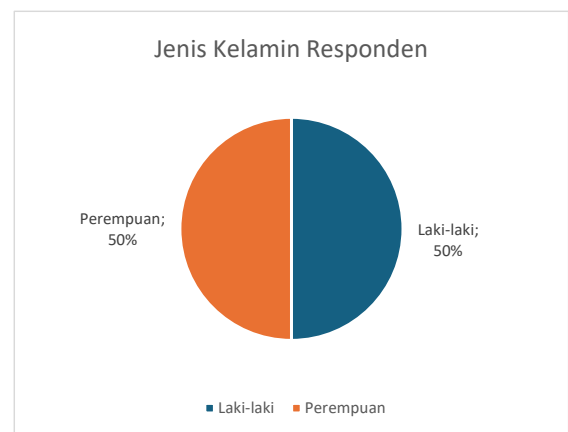 Jenis Kelamin Responden
Perempuan;
50%
Laki-laki;
50%
Laki-laki Perempuan